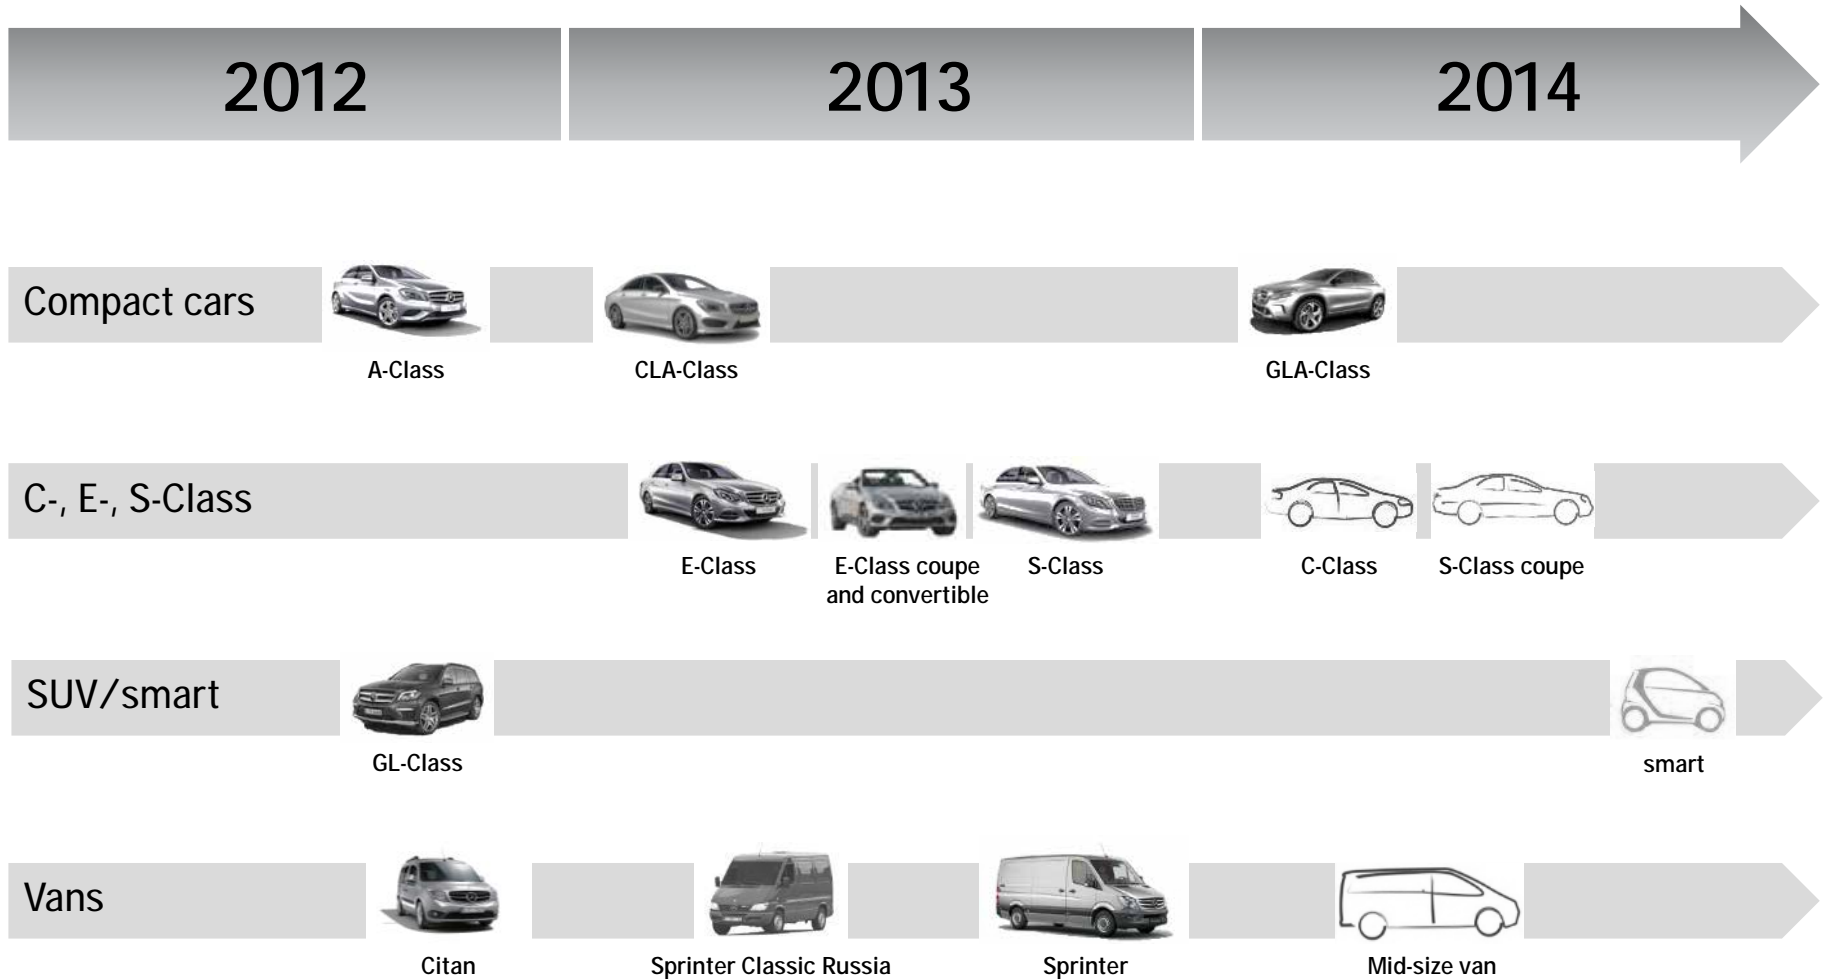 2012
2013
2014
Compact cars
A-Class
CLA-Class
GLA-Class
C-, E-, S-Class
E-Class
E-Class coupe
and convertible
S-Class
C-Class
S-Class coupe
SUV/smart
GL-Class
smart
Vans
Citan
Sprinter Classic Russia
Sprinter
Mid-size van